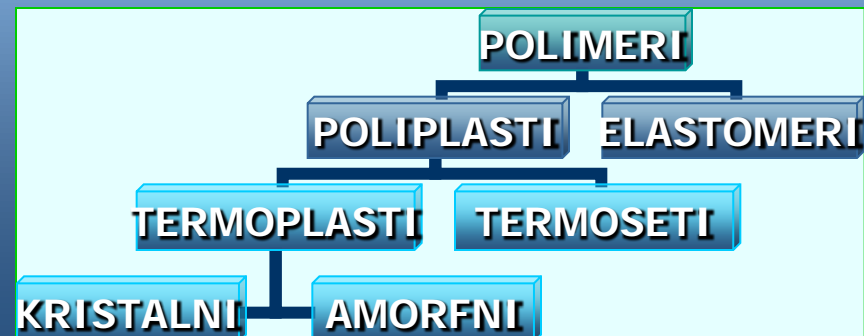 POLIMERI
POLIPLASTI ELASTOMERI
TERMOPLASTI TERMOSETI
KRISTALNI AMORFNI